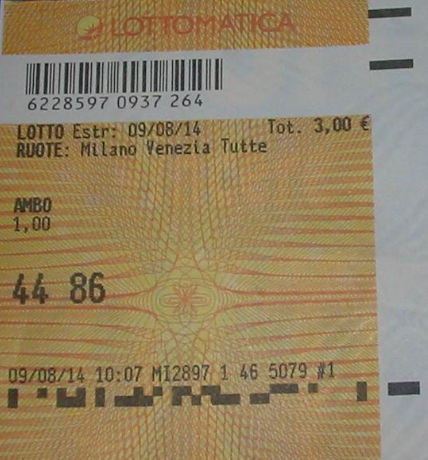 LOTTOMATICA
6228597 0937 264
LOTTO Estr: 09/08/14 Tot. 3,00 €
RUOTE: Milano Venezia Tutte
AMBO
1,00
44 86
09/08/14 10:07 MI2897 1 46 5079 #1